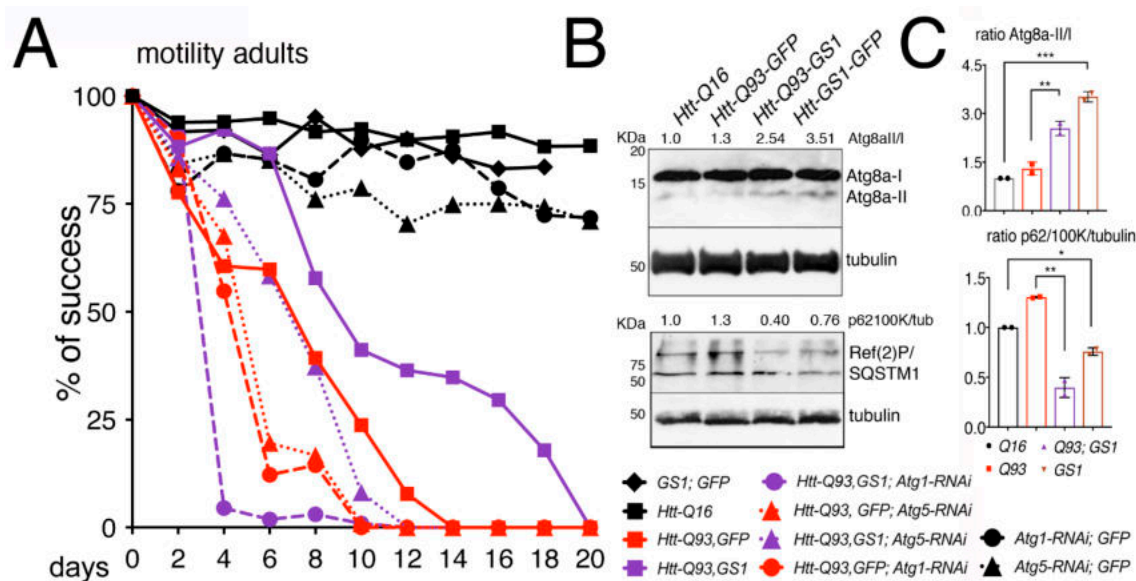 A
motility adults
% of success
100
75
50
25
0
days
0 2 4 6 8 10 12 14 16 18 20
B
Htt-Q16
Htt-Q93-GFP
Htt-Q93-GS1
Htt-GS1-GFP
KDa 1.0 1.3 2.54 3.51 Atg8aII/I
20
15
Atg8a-I
Atg8a-II
50
tubulin
KDa 1.0 1.3 0.40 0.76 p62100K/tub
75
50
Ref(2)P/
SQSTM1
50
tubulin
C
ratio Atg8a-II/I
***
**
4.5
3.0
1.5
0.0
ratio p62/100K/tubulin
*
**
1.5
1.0
0.5
0.0
Q16 Q93; GS1
Q93 GS1
GS1; GFP
Htt-Q16
Htt-Q93,GFP
Htt-Q93,GS1
Htt-Q93,GS1; Atg1-RNAi
Htt-Q93, GFP; Atg5-RNAi
Htt-Q93,GS1; Atg5-RNAi
Htt-Q93,GFP; Atg1-RNAi
Atg1-RNAi; GFP
Atg5-RNAi; GFP